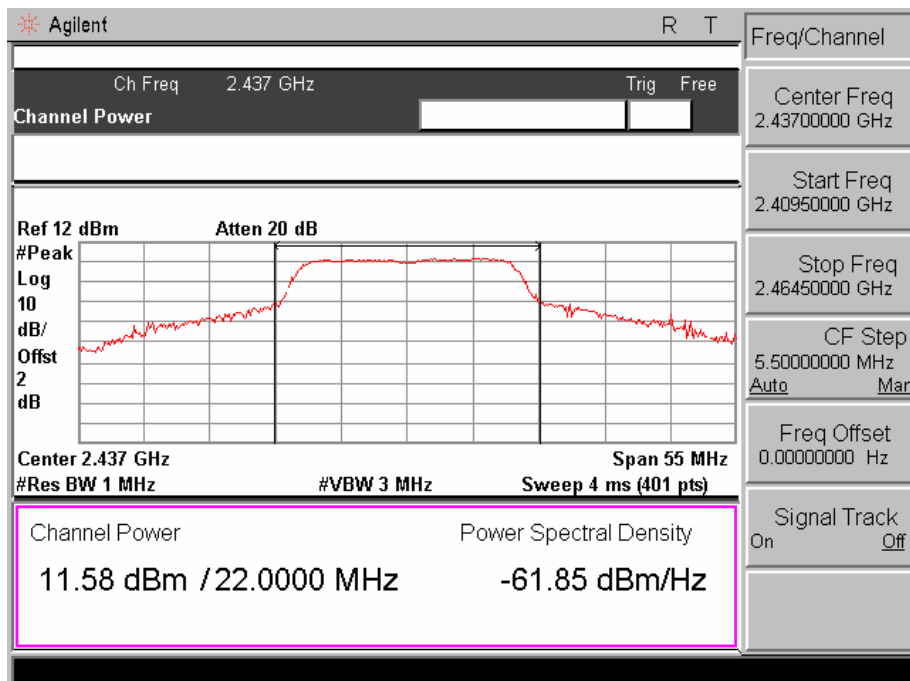 Agilent R T
Ch Freq 2.437 GHz Trig Free
Channel Power
Ref 12 dBm Atten 20 dB
#Peak
Log
10
dB/
Offst
2
dB
Center 2.437 GHz Span 55 MHz
#Res BW 1 MHz #VBW 3 MHz Sweep 4 ms (401 pts)
Channel Power Power Spectral Density
11.58 dBm / 22.0000 MHz -61.85 dBm/Hz
Freq/Channel
Center Freq
2.43700000 GHz
Start Freq
2.40950000 GHz
Stop Freq
2.46450000 GHz
CF Step
5.50000000 MHz
Auto Man
Freq Offset
0.00000000 Hz
Signal Track
On Off